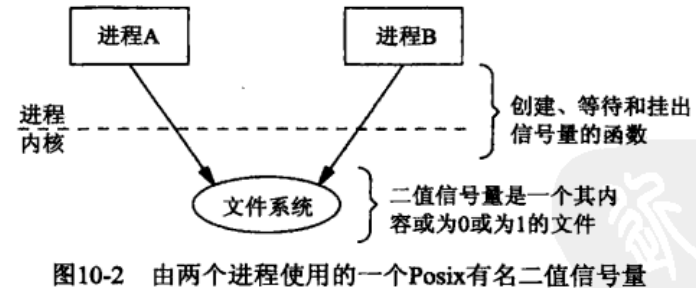 进程A
进程B
创建、等待和挂出
信号量的函数
进程
内核
文件系统
二值信号量是一个其内
容或为0或为1的文件
图10-2 由两个进程使用的一个Posix有名二值信号量